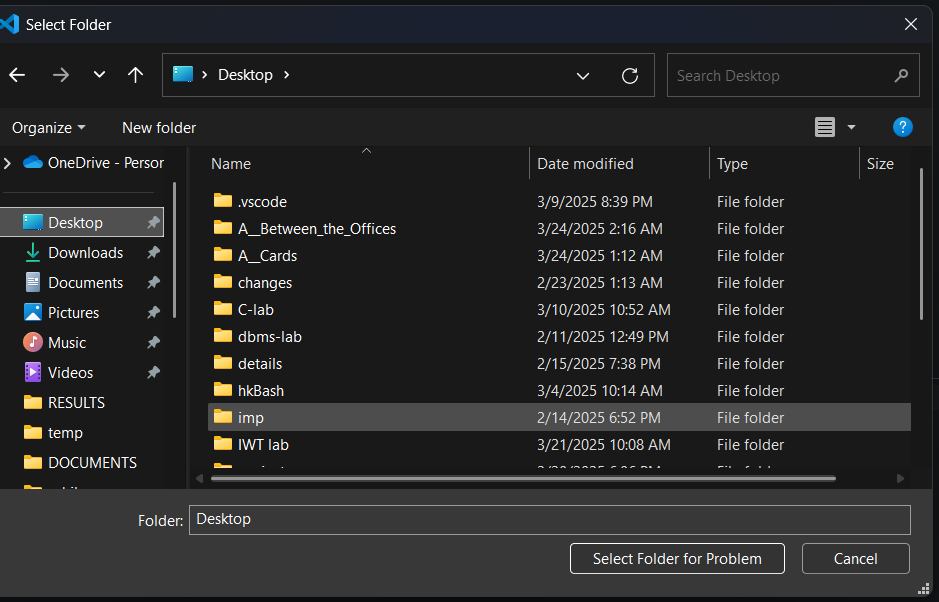 Select Folder
Desktop
Search Desktop
Organize New folder
OneDrive - Persor
Name Date modified Type Size
Desktop
Downloads
Documents
Pictures
Music
Videos
RESULTS
temp
DOCUMENTS
.vscode 3/9/2025 8:39 PM File folder
A__Between_the_Offices 3/24/2025 2:16 AM File folder
A__Cards 3/24/2025 1:12 AM File folder
changes 2/23/2025 1:13 AM File folder
C-lab 3/10/2025 10:52 AM File folder
dbms-lab 2/11/2025 12:49 PM File folder
details 2/15/2025 7:38 PM File folder
hkBash 3/4/2025 10:14 AM File folder
imp 2/14/2025 6:52 PM File folder
IWT lab 3/21/2025 10:08 AM File folder
Folder: Desktop
Select Folder for Problem Cancel